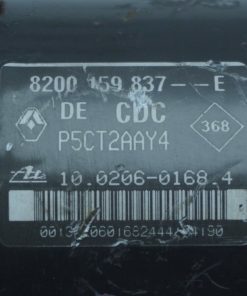 8200 159 837--E
DE CDC
368
P5CT2AAY4
10.0206-0168.4